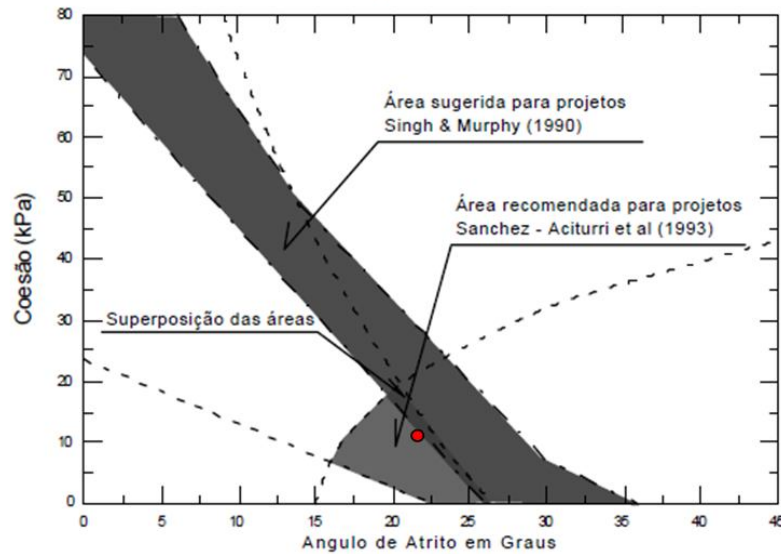 80
70
60
50
40
30
20
10
0
Coesão (kPa)
Área sugerida para projetos
Singh & Murphy (1990)
Área recomendada para projetos
Sanchez - Aciturri et al (1993)
Superposição das áreas
0 5 10 15 20 25 30 35 40 45
Angulo de Atrito em Graus